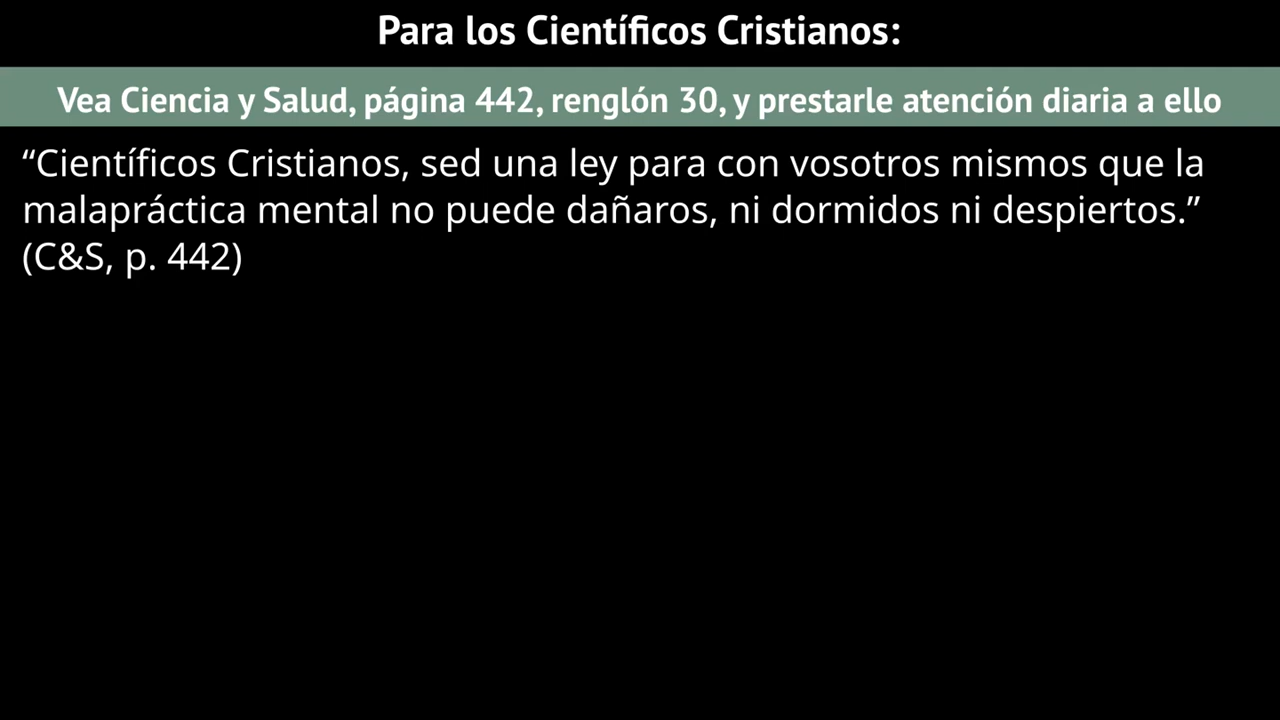 Para los Científicos Cristianos:
Vea Ciencia y Salud, página 442, renglón 30, y prestarle atención diaria a ello
“Científicos Cristianos, sed una ley para con vosotros mismos que la
malapráctica mental no puede dañaros, ni dormidos ni despiertos.”
(C&S, p. 442)